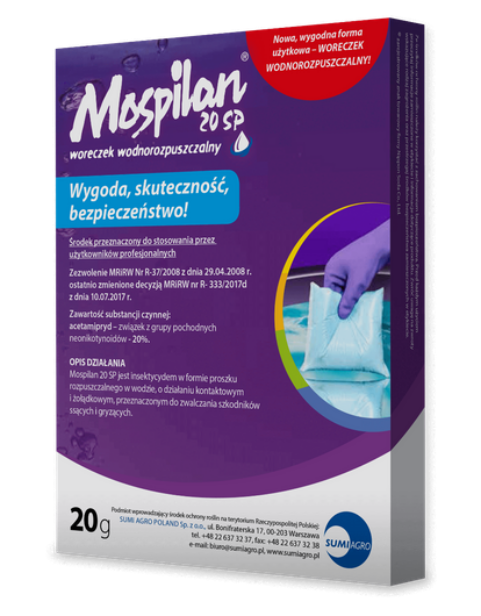 Nowa, wygodna forma
użytkowa – WORECZEK
WODNOROZPUSZCZALNY!
Mospilan®
20 SP
woreczek wodnorozpuszczalny
Wygoda, skuteczność,
bezpieczeństwo!
Środek przeznaczony do stosowania przez
użytkowników profesjonalnych
Zezwolenie MRiRW Nr R-37/2008 z dnia 29.04.2008 r.
ostatnio zmienione decyzją MRiRW nr R- 333/2017d
z dnia 10.07.2017 r.
Zawartość substancji czynnej:
acetamipryd – związek z grupy pochodnych
neonikotynoidów - 20%.
OPIS DZIAŁANIA
Mospilan 20 SP jest insektycydem w formie proszku
rozpuszczalnego w wodzie, o działaniu kontaktowym
i żołądkowym, przeznaczonym do zwalczania szkodników
ssących i gryzących.
20g
Podmiot wprowadzający środek ochrony roślin na terytorium Rzeczypospolitej Polskiej:
SUMI AGRO POLAND Sp. z o.o., ul. Bonifraterska 17, 00-203 Warszawa
tel. +48 22 637 32 37, fax: +48 22 637 32 38
e-mail: biuro@sumiagro.pl, www.sumiagro.pl
SUMI AGRO